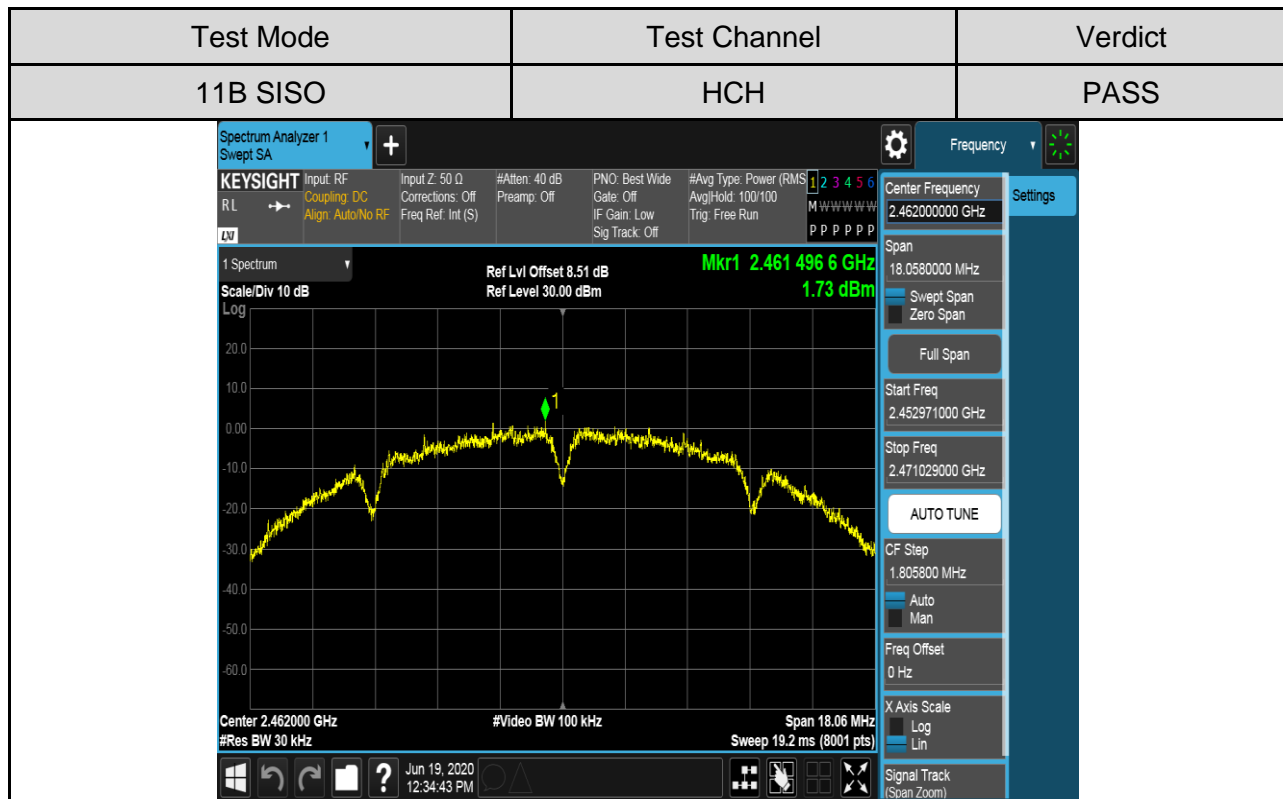 Test Mode Test Channel Verdict
11B SISO HCH PASS
Spectrum Analyzer 1
Swept SA
+
Frequency
KEYSIGHT
RL
LXI
Input: RF
Coupling: DC
Align: Auto/No RF
Input Z: 50 Ω
Corrections: Off
Freq Ref: Int (S)
#Atten: 40 dB
Preamp: Off
PNO: Best Wide
Gate: Off
IF Gain: Low
Sig Track: Off
#Avg Type: Power (RMS
Avg|Hold: 100/100
Trig: Free Run
1 2 3 4 5 6
M W W W W W
P P P P P P
1 Spectrum
Scale/Div 10 dB
Ref Lvl Offset 8.51 dB
Ref Level 30.00 dBm
Mkr1 2.461 496 6 GHz
1.73 dBm
Log
20.0
10.0
0.00
-10.0
-20.0
-30.0
-40.0
-50.0
-60.0
1
Center 2.462000 GHz
#Res BW 30 kHz
#Video BW 100 kHz
Span 18.06 MHz
Sweep 19.2 ms (8001 pts)
?
Jun 19, 2020
12:34:43 PM
Center Frequency
2.462000000 GHz
Settings
Span
18.0580000 MHz
Swept Span
Zero Span
Full Span
Start Freq
2.452971000 GHz
Stop Freq
2.471029000 GHz
AUTO TUNE
CF Step
1.805800 MHz
Auto
Man
Freq Offset
0 Hz
X Axis Scale
Log
Lin
Signal Track
(Span Zoom)